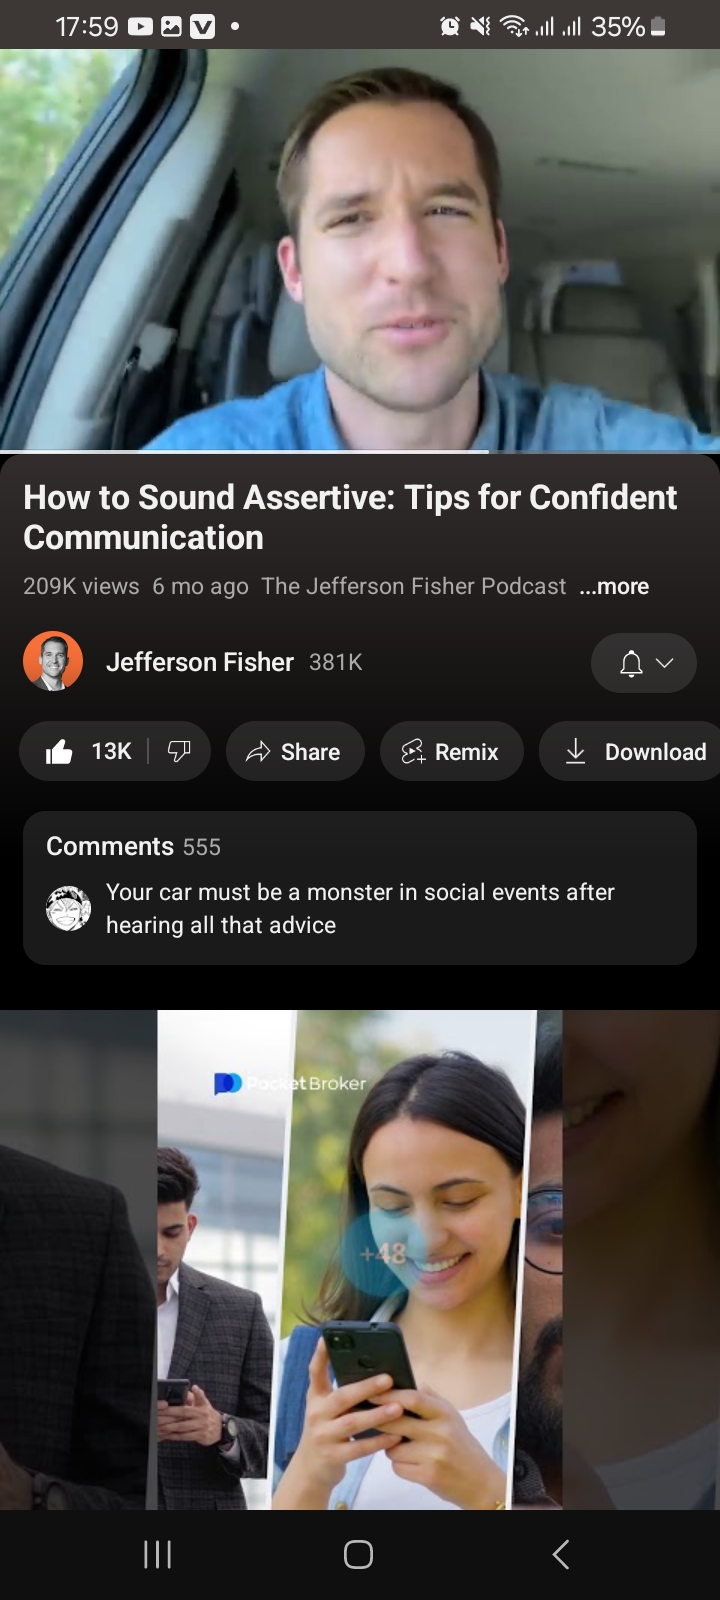 17:59
35%
How to Sound Assertive: Tips for Confident
Communication
209K views 6 mo ago The Jefferson Fisher Podcast ...more
Jefferson Fisher 381K
13K Share Remix Download
Comments 555
Your car must be a monster in social events after
hearing all that advice
Pocket Broker
+48